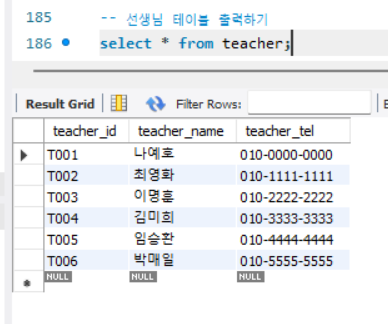 185 -- 선생님 테이블 출력하기
186 select * from teacher;
Result Grid Filter Rows: E
teacher_id teacher_name teacher_tel
T001 나예호 010-0000-0000
T002 최영화 010-1111-1111
T003 이명훈 010-2222-2222
T004 김미희 010-3333-3333
T005 임승환 010-4444-4444
T006 박매일 010-5555-5555
NULL NULL NULL